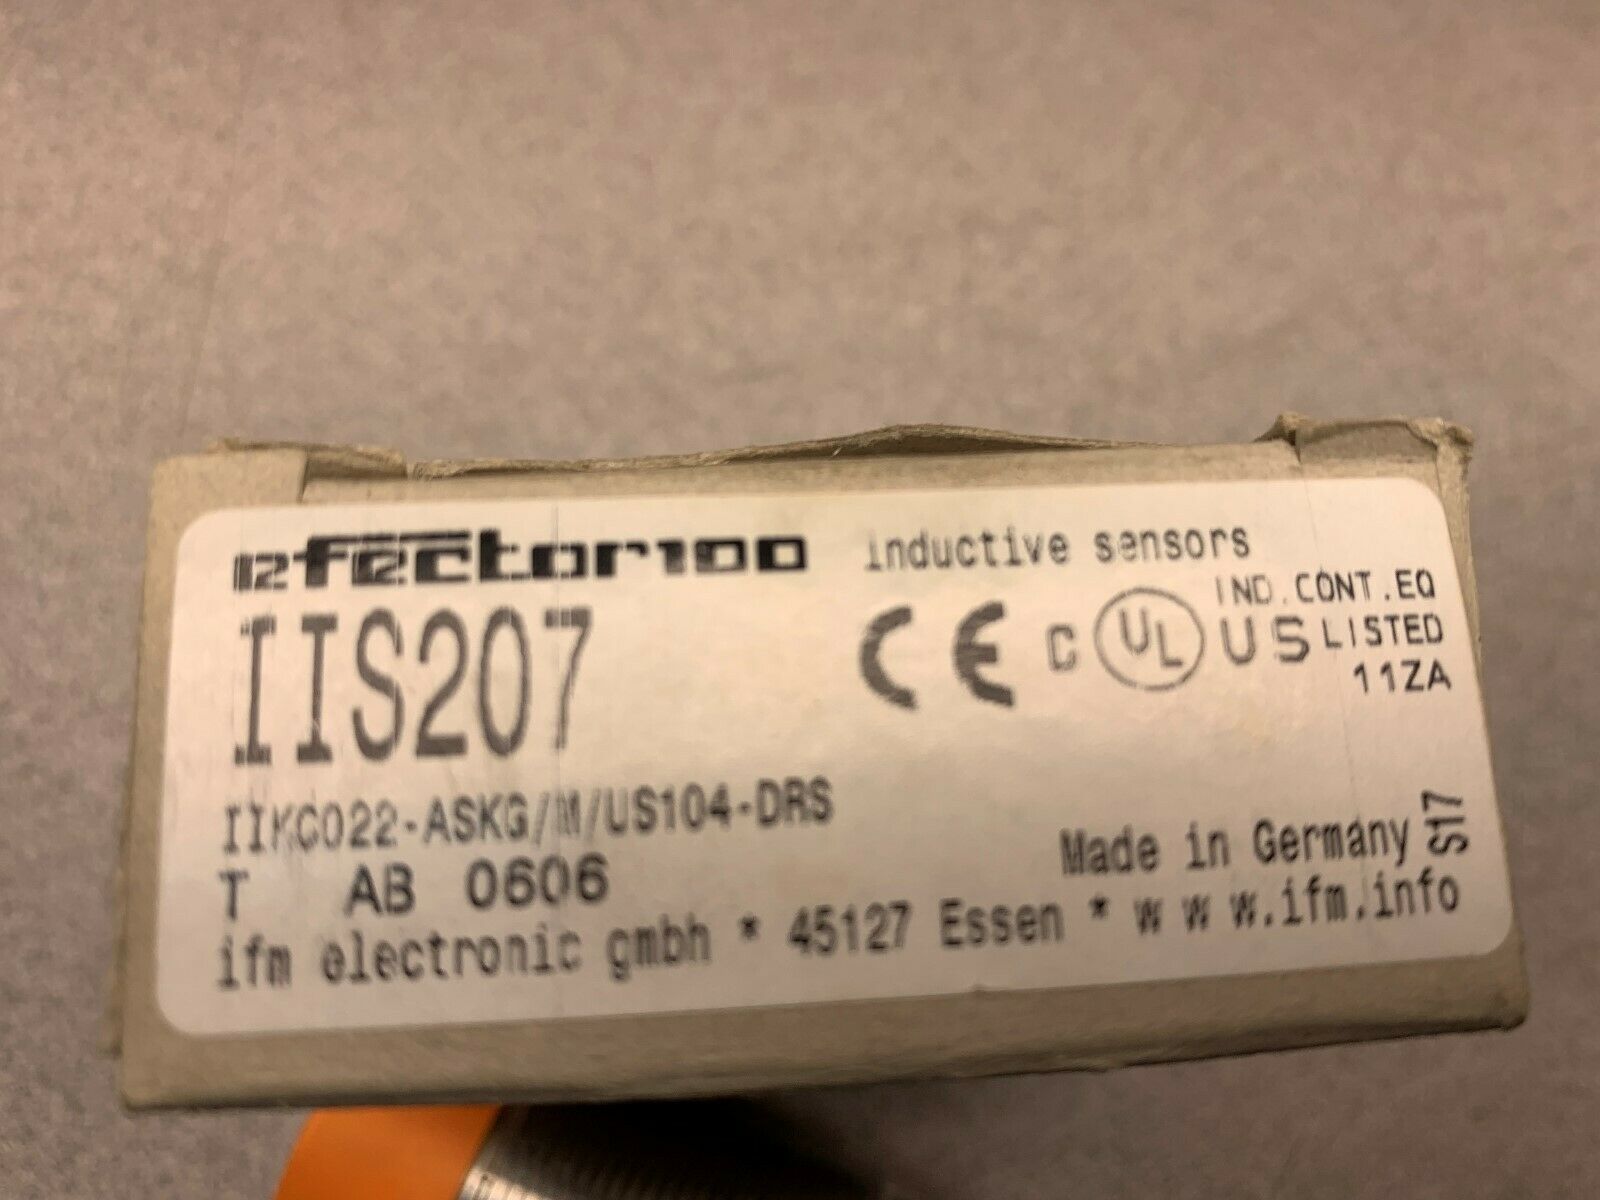 efector100 inductive sensors
IIS207
CE C UL US IND.CONT.EQ
LISTED
11ZA
IIKC022-ASKG/M/US104-DRS
T AB 0606
Made in Germany S17
ifm electronic gmbh * 45127 Essen * www.ifm.info